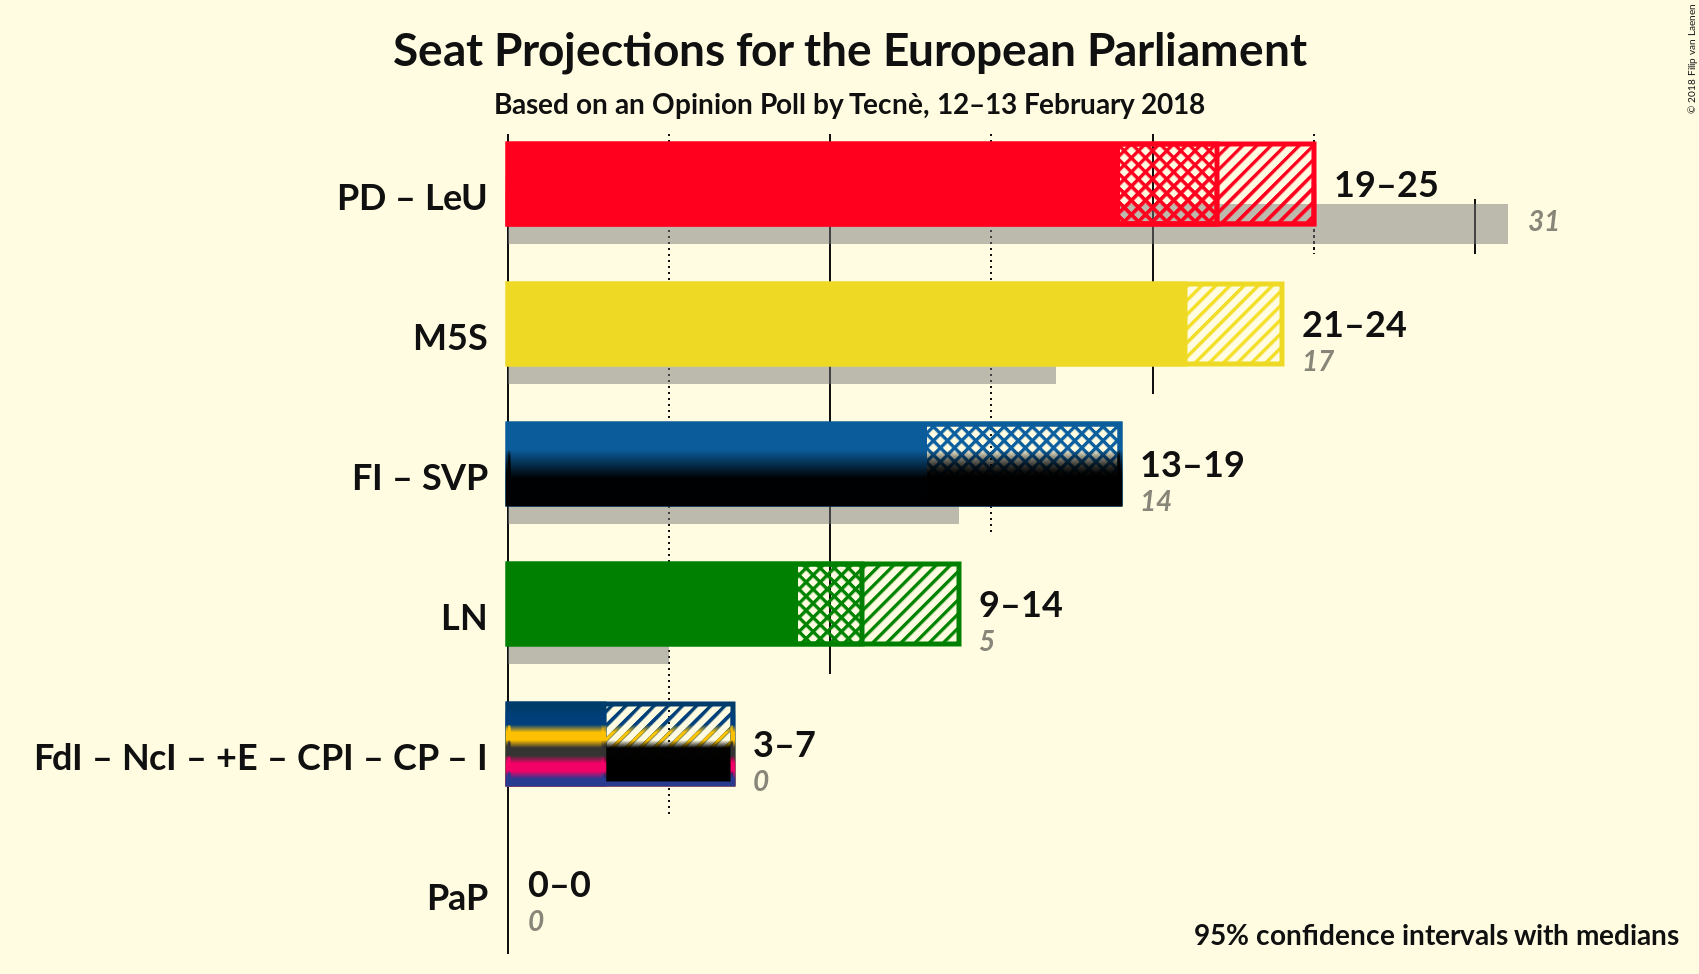 Seat Projections for the European Parliament
Based on an Opinion Poll by Tecnè, 12–13 February 2018
© 2018 Filip van Laenen
PD – LeU
19–25
31
M5S
21–24
17
FI – SVP
13–19
14
LN
9–14
5
FdI – NcI – +E – CPI – CP – I
3–7
0
PaP
0–0
0
95% confidence intervals with medians